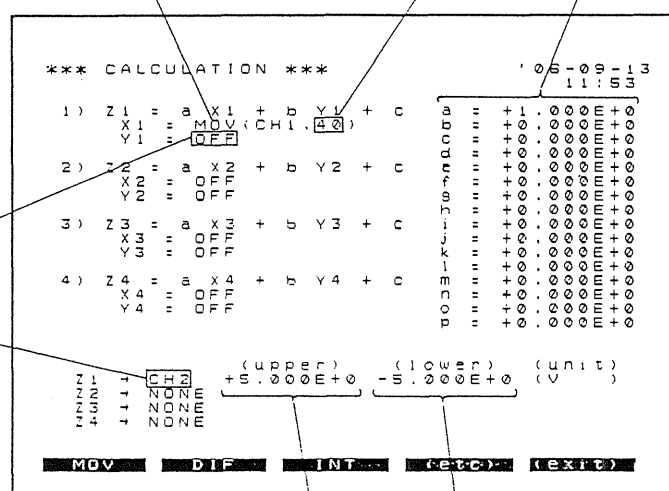 *** CALCULATION *** '06-09-13
11:53
1) Z1 = a X1 + b Y1 + c
X1 = MOV(CH1,40)
Y1 = OFF
2) Z2 = a X2 + b Y2 + c
X2 = OFF
Y2 = OFF
3) Z3 = a X3 + b Y3 + c
X3 = OFF
Y3 = OFF
4) Z4 = a X4 + b Y4 + c
X4 = OFF
Y4 = OFF
a = +1.000E+0
b = +0.000E+0
c = +0.000E+0
d = +0.000E+0
e = +0.000E+0
f = +0.000E+0
g = +0.000E+0
h = +0.000E+0
i = +0.000E+0
j = +0.000E+0
k = +0.000E+0
l = +0.000E+0
m = +0.000E+0
n = +0.000E+0
o = +0.000E+0
p = +0.000E+0
(upper) (lower) (unit)
Z1 → CH2 +5.000E+0 -5.000E+0 (V )
Z2 → NONE
Z3 → NONE
Z4 → NONE
MOV DIF INT (etc) (exit)